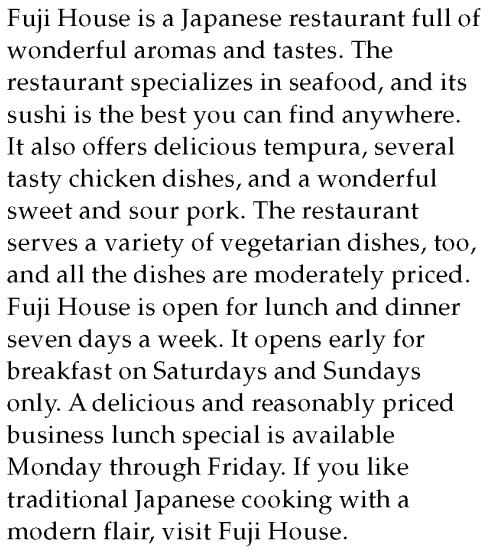 Fuji House is a Japanese restaurant full of
wonderful aromas and tastes. The
restaurant specializes in seafood, and its
sushi is the best you can find anywhere.
It also offers delicious tempura, several
tasty chicken dishes, and a wonderful
sweet and sour pork. The restaurant
serves a variety of vegetarian dishes, too,
and all the dishes are moderately priced.
Fuji House is open for lunch and dinner
seven days a week. It opens early for
breakfast on Saturdays and Sundays
only. A delicious and reasonably priced
business lunch special is available
Monday through Friday. If you like
traditional Japanese cooking with a
modern flair, visit Fuji House.